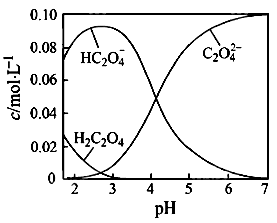 0.10
0.08
0.06
0.04
0.02
0
c/mol·L⁻¹
HC₂O₄⁻
C₂O₄²⁻
H₂C₂O₄
2 3 4 5 6 7
pH